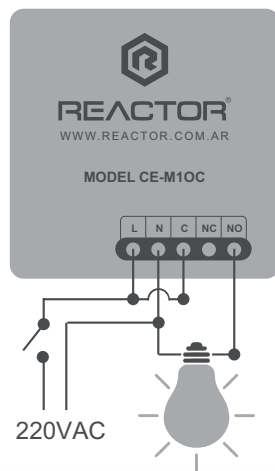 REACTOR®
WWW.REACTOR.COM.AR
MODEL CE-M1OC
L N C NC NO
220VAC